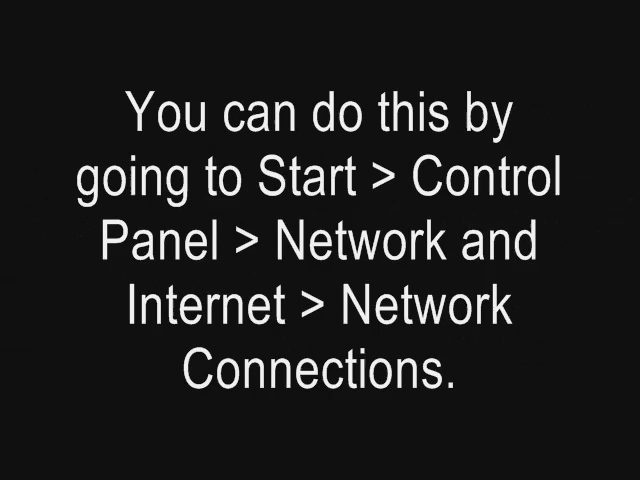 You can do this by
going to Start > Control
Panel > Network and
Internet > Network
Connections.